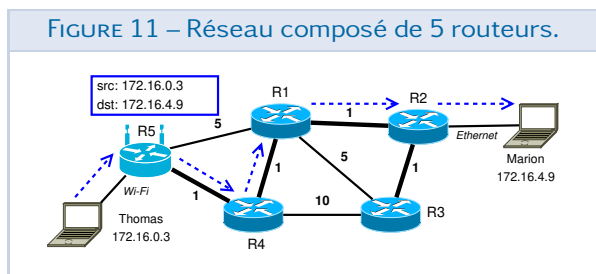 FIGURE 11 – Réseau composé de 5 routeurs.
src: 172.16.0.3
dst: 172.16.4.9
R5
R1
R2
5
1
Ethernet
Marion
172.16.4.9
Wi-Fi
1
1
5
1
Thomas
172.16.0.3
R4
10
R3